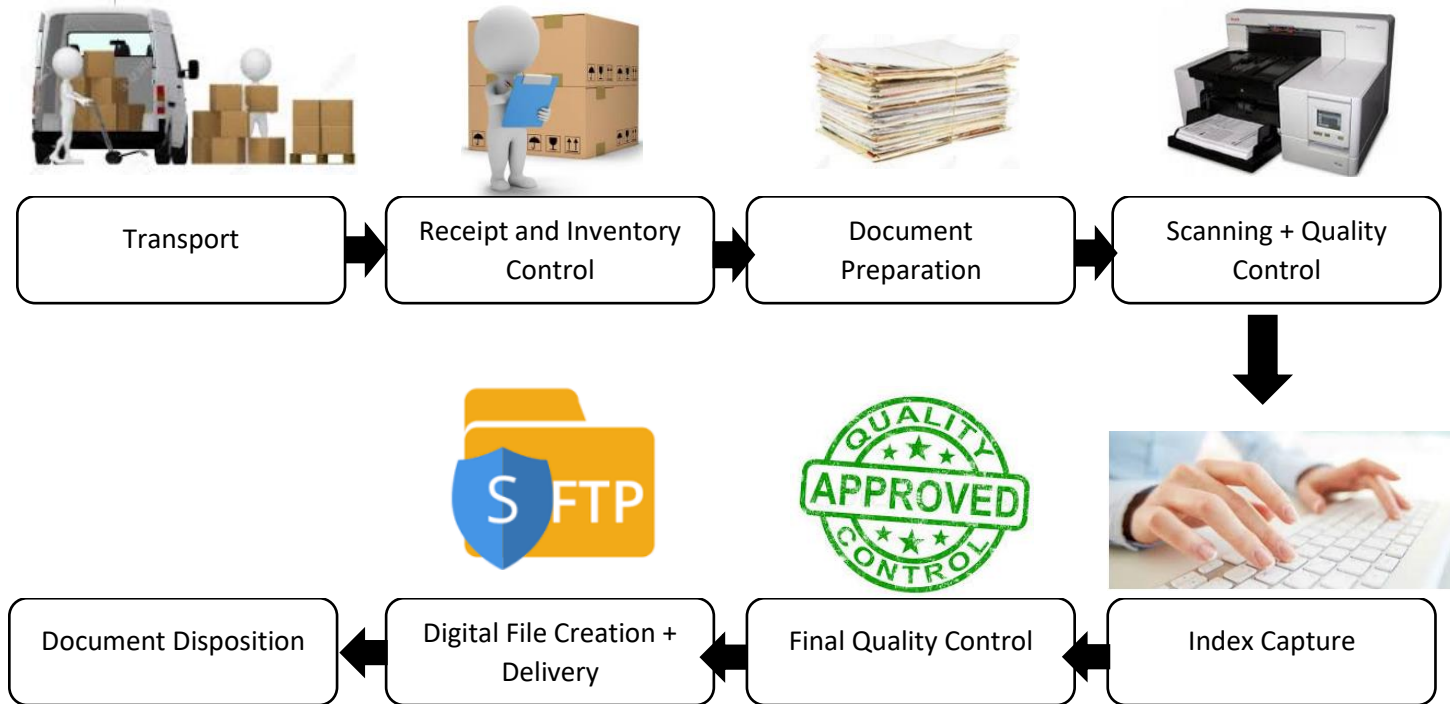 Transport
Receipt and Inventory
Control
Document
Preparation
Scanning + Quality
Control
SFTP
QUALITY
APPROVED
CONTROL
Document Disposition
Digital File Creation +
Delivery
Final Quality Control
Index Capture